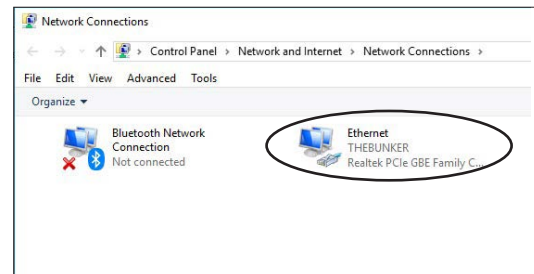 Network Connections
Control Panel > Network and Internet > Network Connections >
File Edit View Advanced Tools
Organize
Bluetooth Network
Connection
Not connected
Ethernet
THEBUNKER
Realtek PCIe GBE Family C...